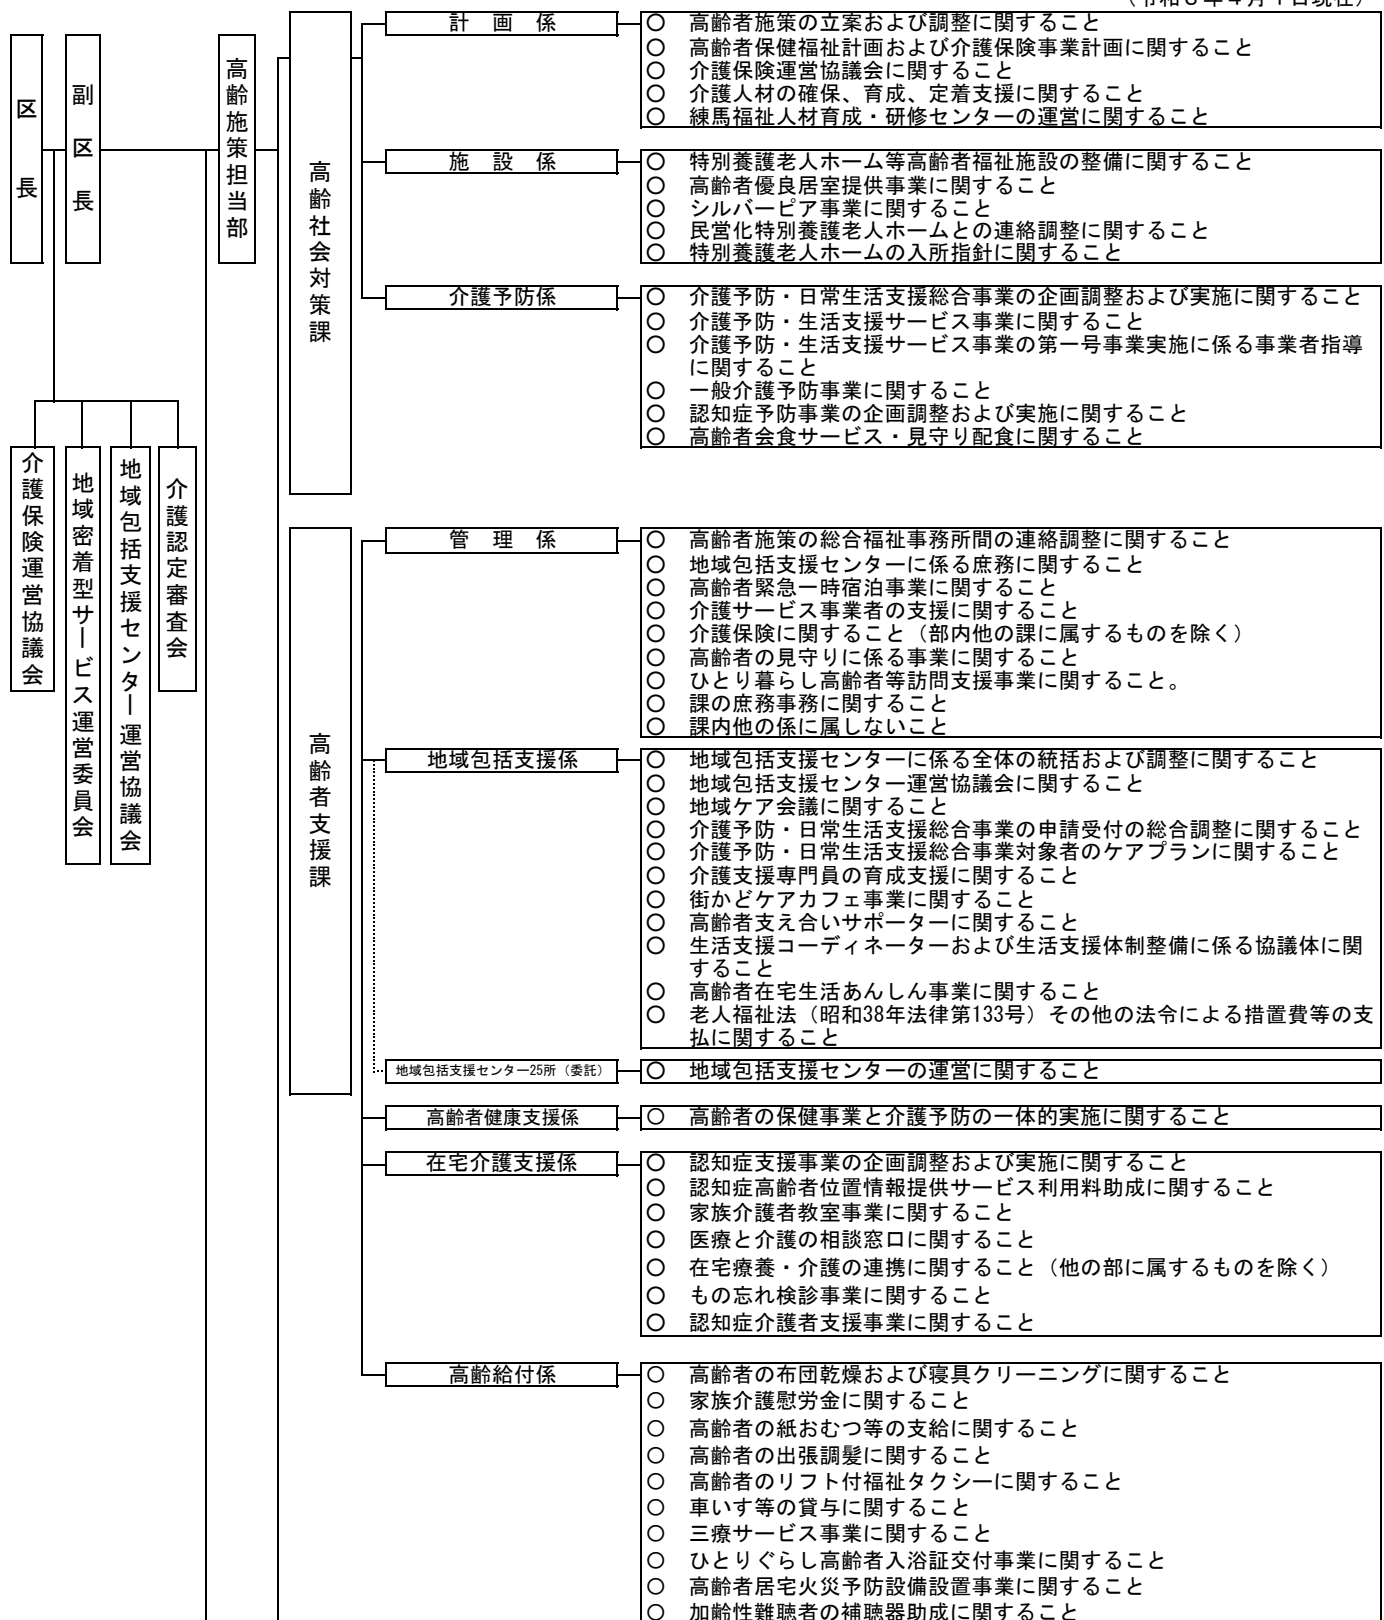 区長
副区長
高齢施策担当部
介護保険運営協議会
地域密着型サービス運営委員会
地域包括支援センター運営協議会
介護認定審査会
高齢社会対策課
計画係
○ 高齢者施策の立案および調整に関すること
○ 高齢者保健福祉計画および介護保険事業計画に関すること
○ 介護保険運営協議会に関すること
○ 介護人材の確保、育成、定着支援に関すること
○ 練馬福祉人材育成・研修センターの運営に関すること
施設係
○ 特別養護老人ホーム等高齢者福祉施設の整備に関すること
○ 高齢者優良居室提供事業に関すること
○ シルバーピア事業に関すること
○ 民営化特別養護老人ホームとの連絡調整に関すること
○ 特別養護老人ホームの入所指針に関すること
介護予防係
○ 介護予防・日常生活支援総合事業の企画調整および実施に関すること
○ 介護予防・生活支援サービス事業に関すること
○ 介護予防・生活支援サービス事業の第一号事業実施に係る事業者指導
に関すること
○ 一般介護予防事業に関すること
○ 認知症予防事業の企画調整および実施に関すること
○ 高齢者会食サービス・見守り配食に関すること
高齢者支援課
管理係
○ 高齢者施策の総合福祉事務所間の連絡調整に関すること
○ 地域包括支援センターに係る庶務に関すること
○ 高齢者緊急一時宿泊事業に関すること
○ 介護サービス事業者の支援に関すること
○ 介護保険に関すること（部内他の課に属するものを除く）
○ 高齢者の見守りに係る事業に関すること
○ ひとり暮らし高齢者等訪問支援事業に関すること。
○ 課の庶務事務に関すること
○ 課内他の係に属しないこと
地域包括支援係
○ 地域包括支援センターに係る全体の統括および調整に関すること
○ 地域包括支援センター運営協議会に関すること
○ 地域ケア会議に関すること
○ 介護予防・日常生活支援総合事業の申請受付の総合調整に関すること
○ 介護予防・日常生活支援総合事業対象者のケアプランに関すること
○ 介護支援専門員の育成支援に関すること
○ 街かどケアカフェ事業に関すること
○ 高齢者支え合いサポーターに関すること
○ 生活支援コーディネーターおよび生活支援体制整備に係る協議体に関
すること
○ 高齢者在宅生活あんしん事業に関すること
○ 老人福祉法（昭和38年法律第133号）その他の法令による措置費等の支
払に関すること
地域包括支援センター25所（委託）
○ 地域包括支援センターの運営に関すること
高齢者健康支援係
○ 高齢者の保健事業と介護予防の一体的実施に関すること
在宅介護支援係
○ 認知症支援事業の企画調整および実施に関すること
○ 認知症高齢者位置情報提供サービス利用料助成に関すること
○ 家族介護者教室事業に関すること
○ 医療と介護の相談窓口に関すること
○ 在宅療養・介護の連携に関すること（他の部に属するものを除く）
○ もの忘れ検診事業に関すること
○ 認知症介護者支援事業に関すること
高齢給付係
○ 高齢者の布団乾燥および寝具クリーニングに関すること
○ 家族介護慰労金に関すること
○ 高齢者の紙おむつ等の支給に関すること
○ 高齢者の出張調髪に関すること
○ 高齢者のリフト付福祉タクシーに関すること
○ 車いす等の貸与に関すること
○ 三療サービス事業に関すること
○ ひとりぐらし高齢者入浴証交付事業に関すること
○ 高齢者居宅火災予防設備設置事業に関すること
○ 加齢性難聴者の補聴器助成に関すること